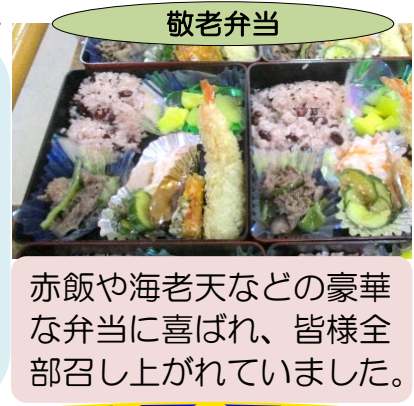 敬老弁当
赤飯や海老天などの豪華
な弁当に喜ばれ、皆様全
部召し上がれていました。